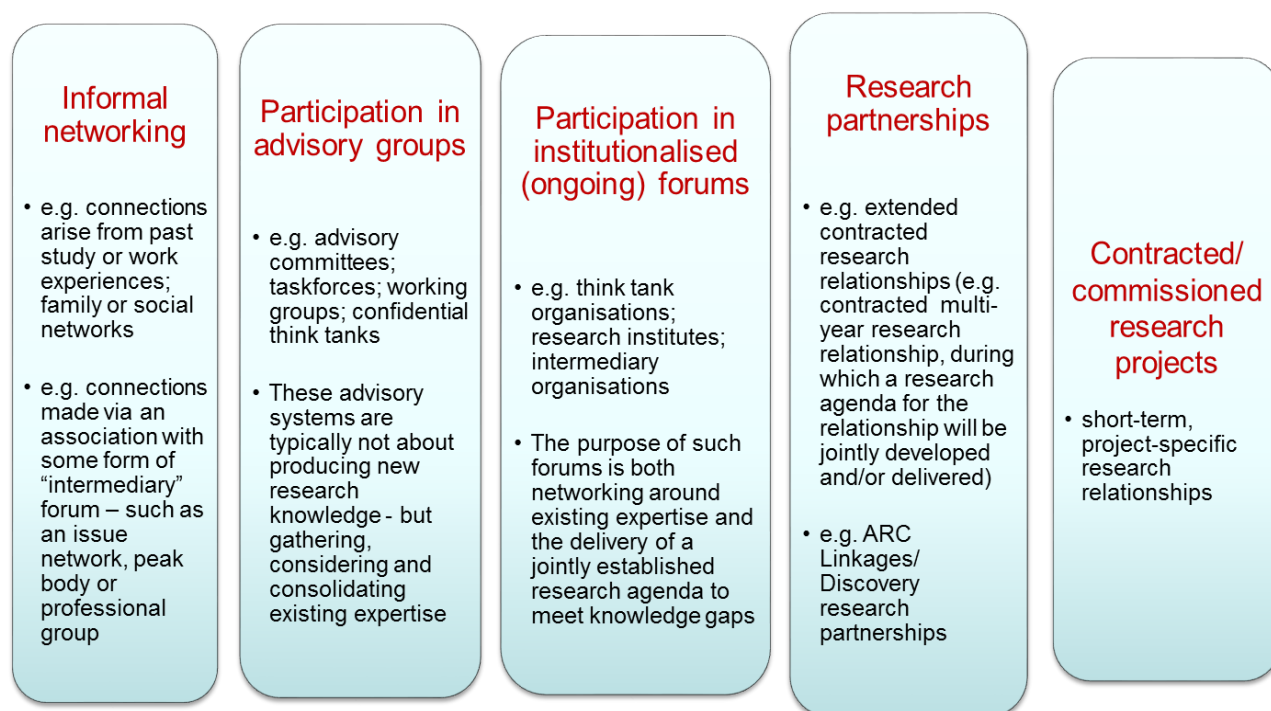 Informal
networking
• e.g. connections
arise from past
study or work
experiences;
family or social
networks
• e.g. connections
made via an
association with
some form of
“intermediary”
forum – such as
an issue
network, peak
body or
professional
group
Participation in
advisory groups
• e.g. advisory
committees;
taskforces; working
groups; confidential
think tanks
• These advisory
systems are
typically not about
producing new
research
knowledge - but
gathering,
considering and
consolidating
existing expertise
Participation in
institutionalised
(ongoing) forums
• e.g. think tank
organisations;
research institutes;
intermediary
organisations
• The purpose of such
forums is both
networking around
existing expertise and
the delivery of a
jointly established
research agenda to
meet knowledge gaps
Research
partnerships
• e.g. extended
contracted
research
relationships (e.g.
contracted multi-
year research
relationship, during
which a research
agenda for the
relationship will be
jointly developed
and/or delivered)
• e.g. ARC
Linkages/
Discovery
research
partnerships
Contracted/
commissioned
research
projects
• short-term,
project-specific
research
relationships